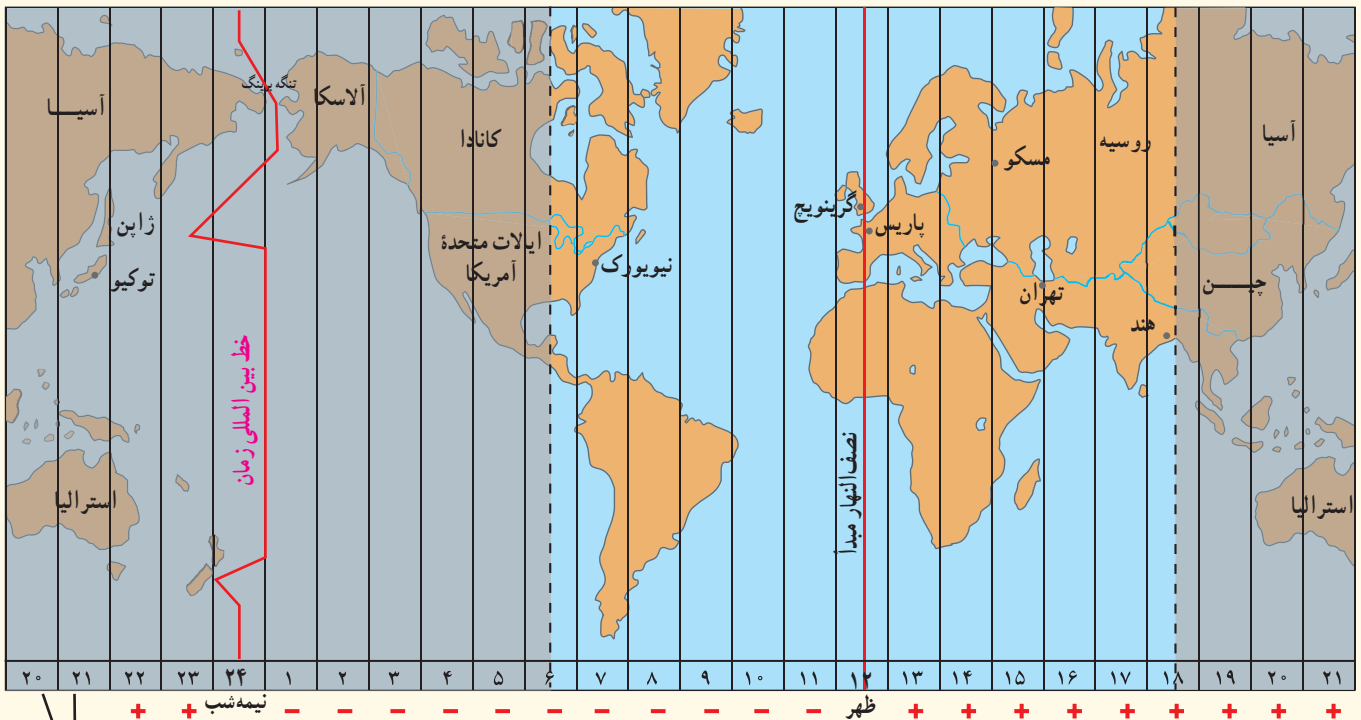 تنگه برینگ
آلاسکا
آسیـــا
کانادا
روسیه
آسیا
مسکو
گرینویچ
پاریس
ژاپن
ایالات متحدهٔ
آمریکا
نیویورک
توکیو
تهران
چیـــن
هند
خط بین المللی زمان
نصف‌النهار مبدأ
استرالیا
استرالیا
۲۰ ۲۱ ۲۲ ۲۳ ۲۴ ۱ ۲ ۳ ۴ ۵ ۶ ۷ ۸ ۹ ۱۰ ۱۱ ۱۲ ۱۳ ۱۴ ۱۵ ۱۶ ۱۷ ۱۸ ۱۹ ۲۰ ۲۱
+ + نیمه‌شب − − − − − − − − − − − ظهر + + + + + + + + +